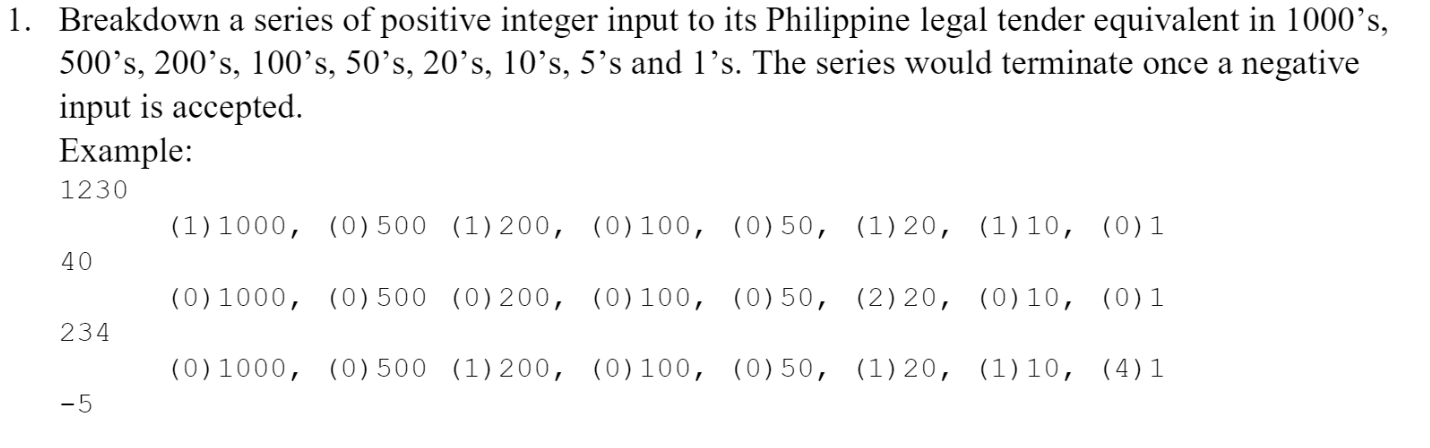 1. Breakdown a series of positive integer input to its Philippine legal tender equivalent in 1000’s,
500’s, 200’s, 100’s, 50’s, 20’s, 10’s, 5’s and 1’s. The series would terminate once a negative
input is accepted.
Example:
1230
(1)1000, (0)500 (1)200, (0)100, (0)50, (1)20, (1)10, (0)1
40
(0)1000, (0)500 (0)200, (0)100, (0)50, (2)20, (0)10, (0)1
234
(0)1000, (0)500 (1)200, (0)100, (0)50, (1)20, (1)10, (4)1
-5